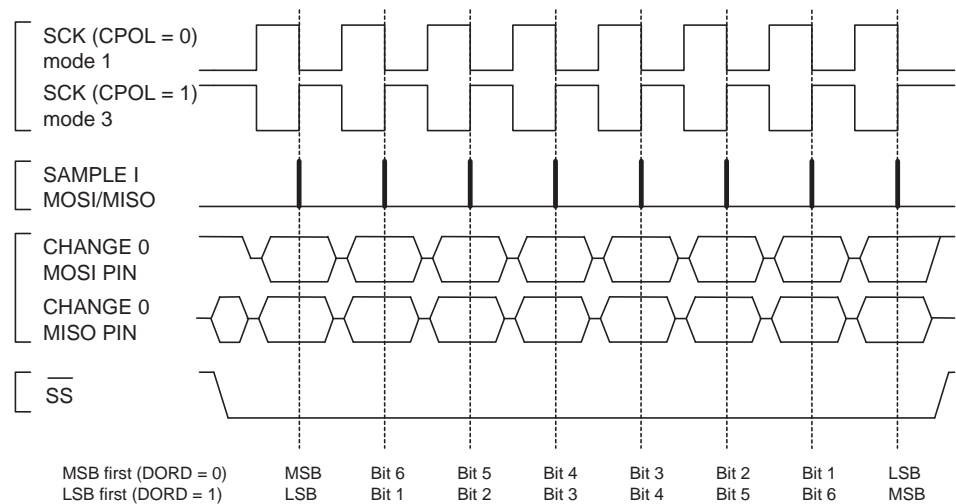 SCK (CPOL = 0)
mode 1
SCK (CPOL = 1)
mode 3
SAMPLE I
MOSI/MISO
CHANGE 0
MOSI PIN
CHANGE 0
MISO PIN
SS
MSB first (DORD = 0) MSB Bit 6 Bit 5 Bit 4 Bit 3 Bit 2 Bit 1 LSB
LSB first (DORD = 1) LSB Bit 1 Bit 2 Bit 3 Bit 4 Bit 5 Bit 6 MSB